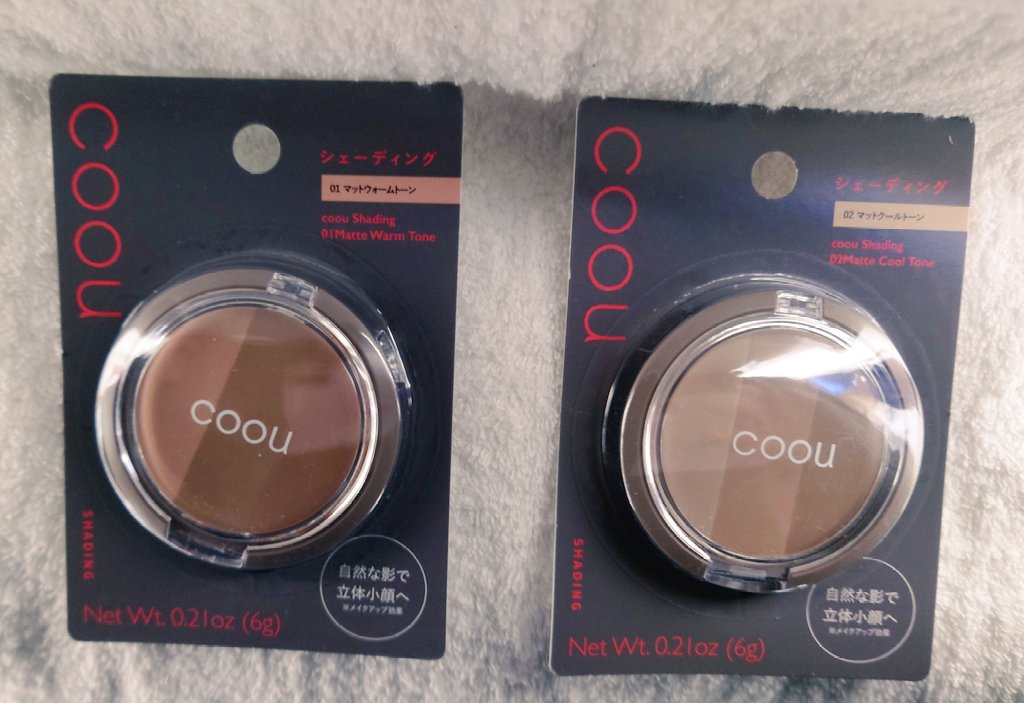 coou
シェーディング
01 マットウォームトーン
coou Shading
01Matte Warm Tone
coou
SHADING
自然な影で
立体小顔へ
※メイクアップ効果
Net Wt. 0.21oz (6g)
coou
シェーディング
02 マットクールトーン
coou Shading
02Matte Cool Tone
coou
SHADING
自然な影で
立体小顔へ
※メイクアップ効果
Net Wt. 0.21oz (6g)